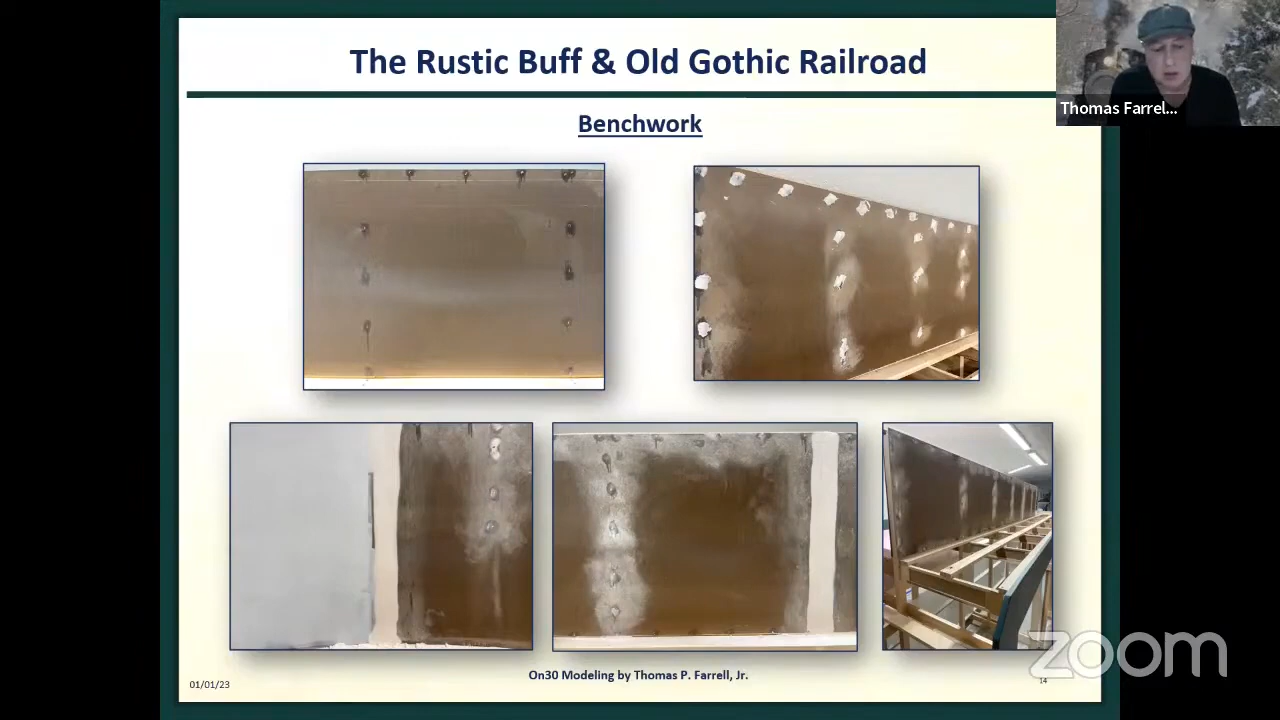 The Rustic Buff & Old Gothic Railroad
Thomas Farrel...
Benchwork
On30 Modeling by Thomas P. Farrell, Jr.
01/01/23
14
zoom